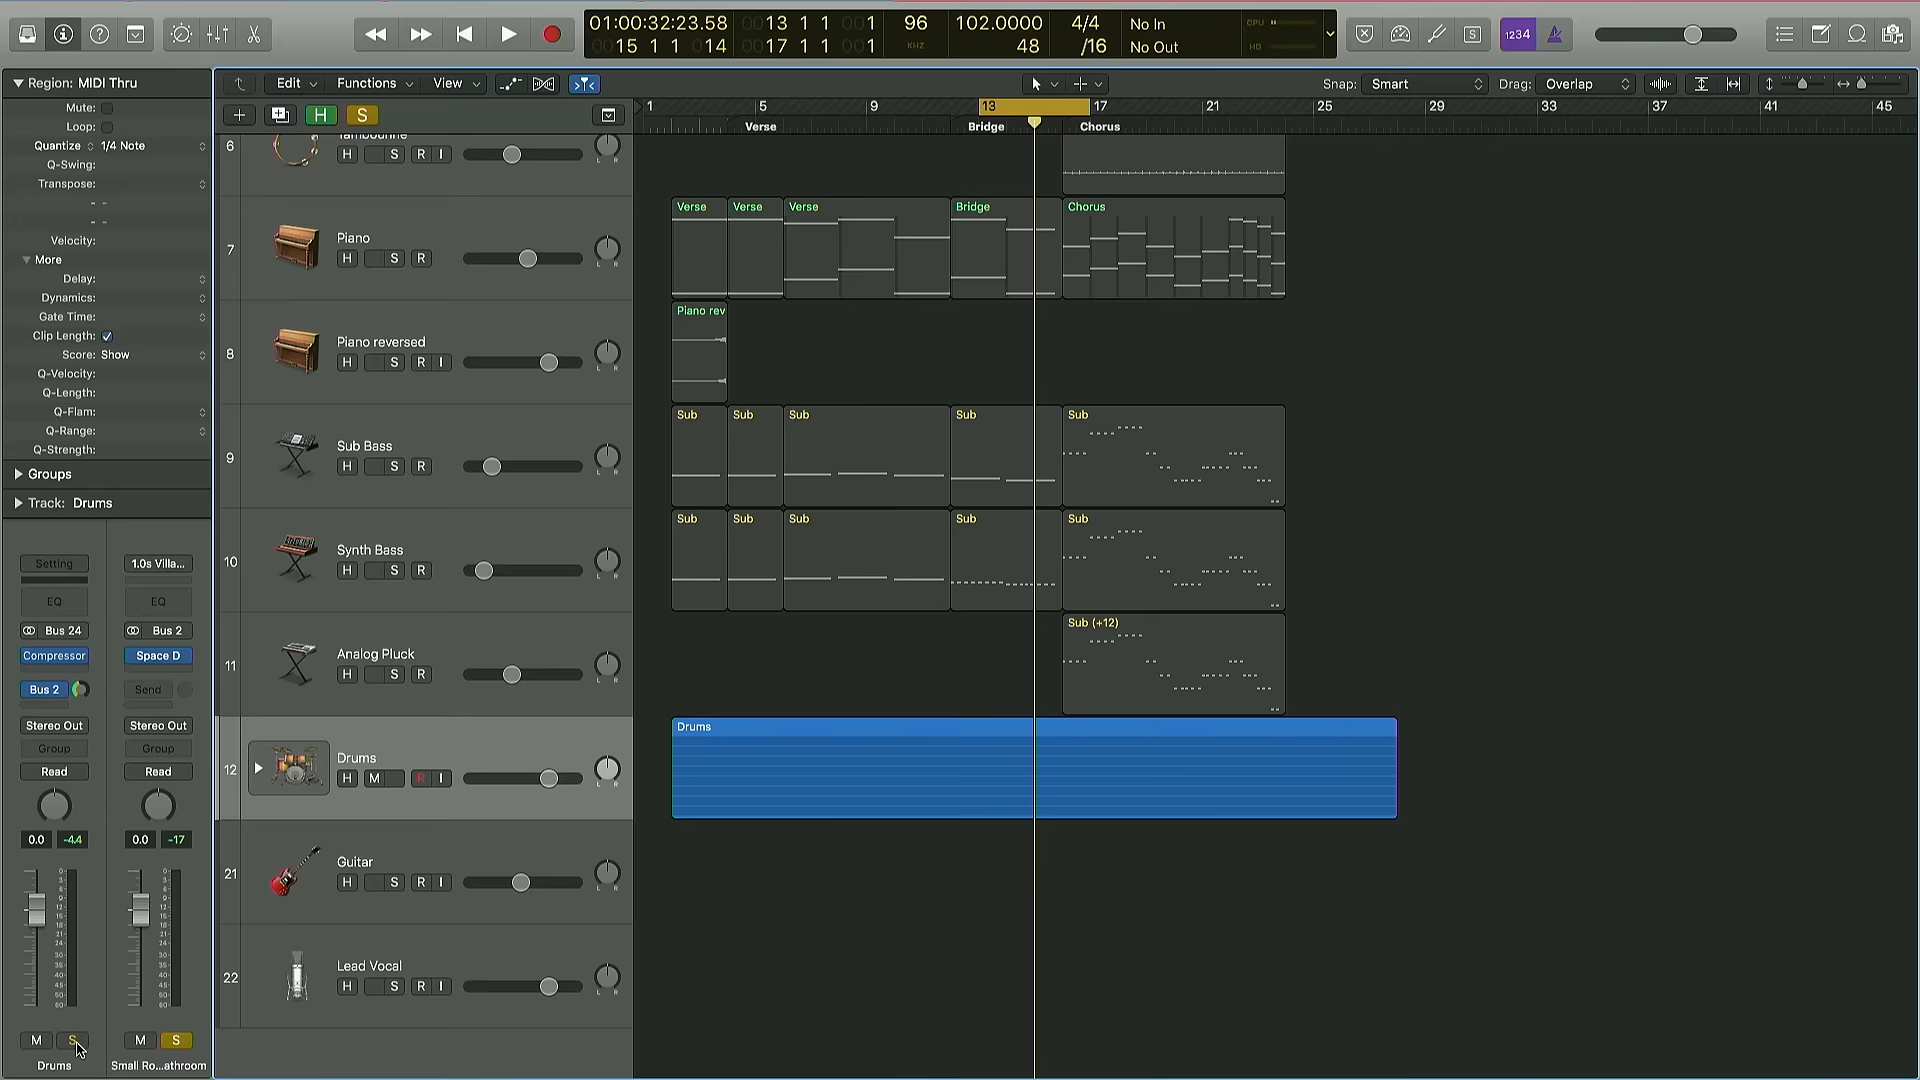 01:00:32:23.58
0015 1 1 014
0013 1 1 001
0017 1 1 001
96
KHZ
102.0000
48
4/4
/16
No In
No Out
CPU
HD
S
1234
Region: MIDI Thru
Mute:
Loop:
Quantize 1/4 Note
Q-Swing:
Transpose:
- -
- -
Velocity:
More
Delay:
Dynamics:
Gate Time:
Clip Length:
Score: Show
Q-Velocity:
Q-Length:
Q-Flam:
Q-Range:
Q-Strength:
Groups
Track: Drums
Setting
1.0s Villa...
EQ
EQ
Bus 24
Bus 2
Compressor
Space D
Bus 2
Send
Stereo Out
Stereo Out
Group
Group
Read
Read
0.0 -4.4
0.0 -17
M S
M S
Drums
Small Ro...athroom
Edit Functions View
Snap: Smart
Drag: Overlap
H S
1 5 9 13 17 21 25 29 33 37 41 45
Verse Bridge Chorus
6 Tambourine
H S R I
7 Piano
H S R
Verse Verse Verse Bridge Chorus
8 Piano reversed
H S R I
Piano rev
9 Sub Bass
H S R
Sub Sub Sub Sub Sub
10 Synth Bass
H S R
Sub Sub Sub Sub Sub
11 Analog Pluck
H S R
Sub (+12)
12 Drums
H M R I
Drums
21 Guitar
H S R I
22 Lead Vocal
H S R I